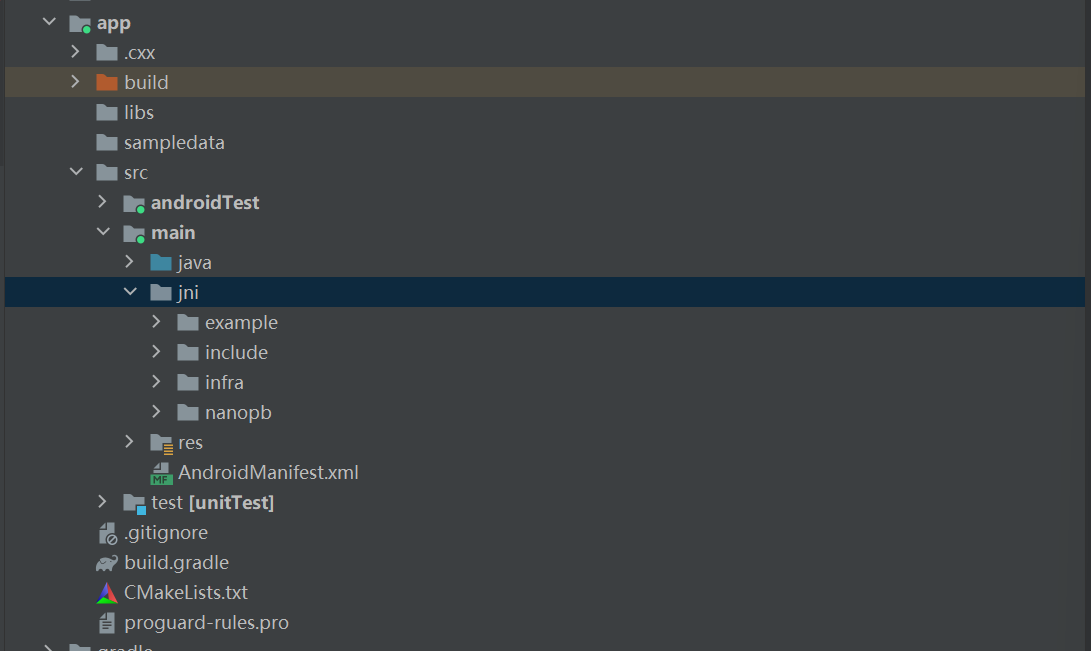 app
.cxx
build
libs
sampledata
src
androidTest
main
java
jni
example
include
infra
nanopb
res
MF AndroidManifest.xml
test [unitTest]
.gitignore
build.gradle
CMakeLists.txt
proguard-rules.pro
gradle